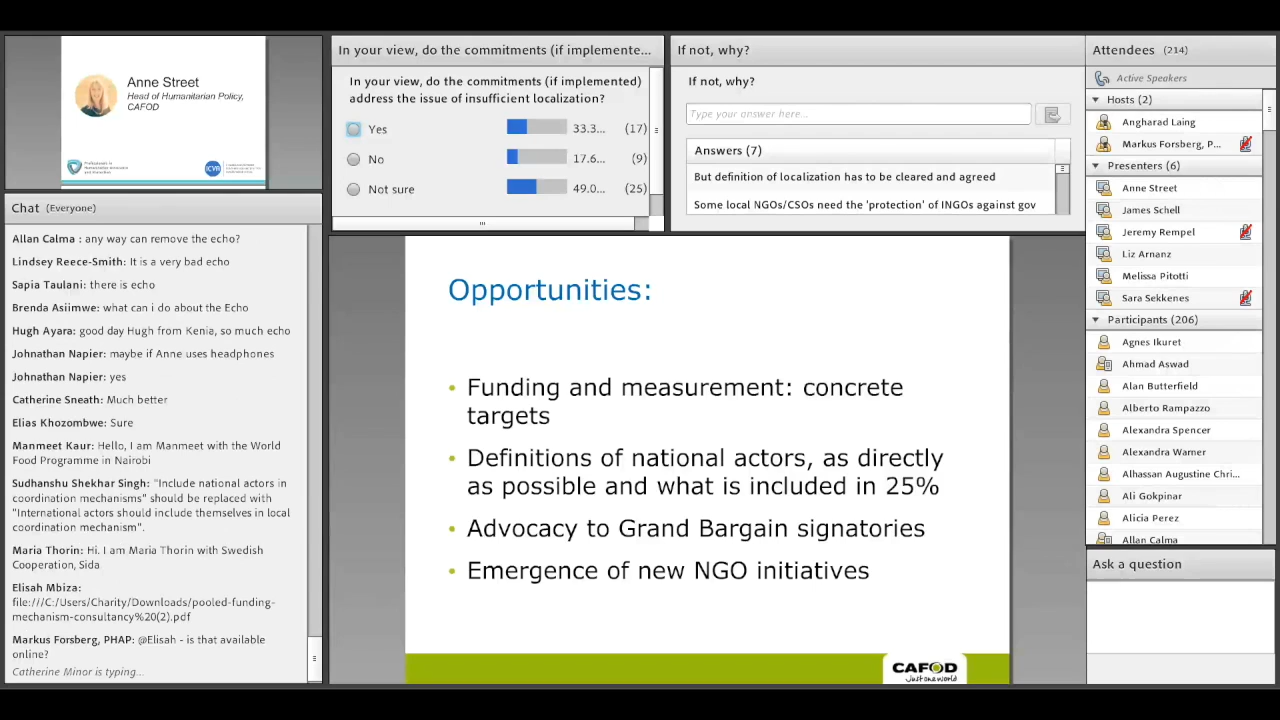 Anne Street
Head of Humanitarian Policy,
CAFOD
ICVA
Chat (Everyone)
Allan Calma : any way can remove the echo?
Lindsey Reece-Smith: It is a very bad echo
Sapia Taulani: there is echo
Brenda Asiimwe: what can i do about the Echo
Hugh Ayara: good day Hugh from Kenia, so much echo
Johnathan Napier: maybe if Anne uses headphones
Johnathan Napier: yes
Catherine Sneath: Much better
Elias Khozombwe: Sure
Manmeet Kaur: Hello, I am Manmeet with the World
Food Programme in Nairobi
Sudhanshu Shekhar Singh: "Include national actors in
coordination mechanisms" should be replaced with
"International actors should include themselves in local
coordination mechanism".
Maria Thorin: Hi. I am Maria Thorin with Swedish
Cooperation, Sida
Elisah Mbiza:
file:///C:/Users/Charity/Downloads/pooled-funding-
mechanism-consultancy%20(2).pdf
Markus Forsberg, PHAP: @Elisah - is that available
online?
Catherine Minor is typing...
In your view, do the commitments (if implemente...
In your view, do the commitments (if implemented)
address the issue of insufficient localization?
Yes 33.3... (17)
No 17.6... (9)
Not sure 49.0... (25)
If not, why?
If not, why?
Type your answer here...
Answers (7)
But definition of localization has to be cleared and agreed
Some local NGOs/CSOs need the 'protection' of INGOs against gov
Opportunities:
• Funding and measurement: concrete
targets
• Definitions of national actors, as directly
as possible and what is included in 25%
• Advocacy to Grand Bargain signatories
• Emergence of new NGO initiatives
CAFOD
Just one world
Attendees (214)
Active Speakers
Hosts (2)
Angharad Laing
Markus Forsberg, P...
Presenters (6)
Anne Street
James Schell
Jeremy Rempel
Liz Arnanz
Melissa Pitotti
Sara Sekkenes
Participants (206)
Agnes Ikuret
Ahmad Aswad
Alan Butterfield
Alberto Rampazzo
Alexandra Spencer
Alexandra Warner
Alhassan Augustine Chri...
Ali Gokpinar
Alicia Perez
Allan Calma
Ask a question